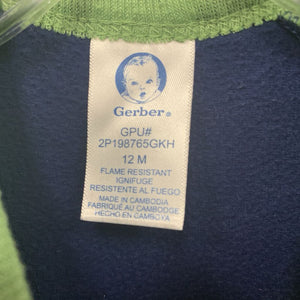 Gerber®
GPU#
2P198765GKH
12 M
FLAME RESISTANT
IGNIFUGE
RESISTENTE AL FUEGO
MADE IN CAMBODIA
FABRIQUÉ AU CAMBODGE
HECHO EN CAMBOYA